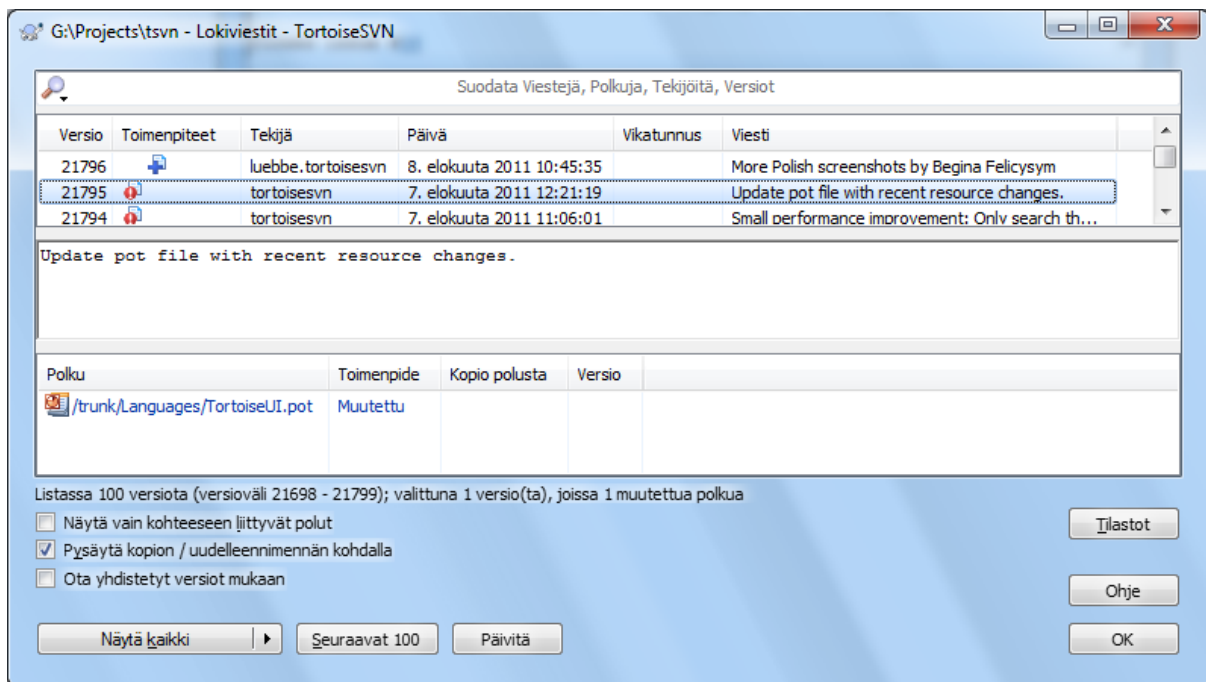 G:\Projects\tsvn - Lokiviestit - TortoiseSVN
Suodata Viestejä, Polkuja, Tekijöitä, Versiot
Versio Toimenpiteet Tekijä Päivä Vikatunnus Viesti
21796 luebbe.tortoisesvn 8. elokuuta 2011 10:45:35 More Polish screenshots by Begina Felicysym
21795 tortoisesvn 7. elokuuta 2011 12:21:19 Update pot file with recent resource changes.
21794 tortoisesvn 7. elokuuta 2011 11:06:01 Small performance improvement: Only search th...
Update pot file with recent resource changes.
Polku Toimenpide Kopio polusta Versio
/trunk/Languages/TortoiseUI.pot Muutettu
Listassa 100 versiota (versioväli 21698 - 21799); valittuna 1 versio(ta), joissa 1 muutettua polkua
Näytä vain kohteeseen liittyvät polut
Tilastot
Pysäytä kopion / uudelleennimennän kohdalla
Ota yhdistetyt versiot mukaan
Ohje
Näytä kaikki Seuraavat 100 Päivitä OK